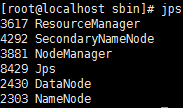 [root@localhost sbin]# jps
3617 ResourceManager
4292 SecondaryNameNode
3881 NodeManager
8429 Jps
2430 DataNode
2303 NameNode